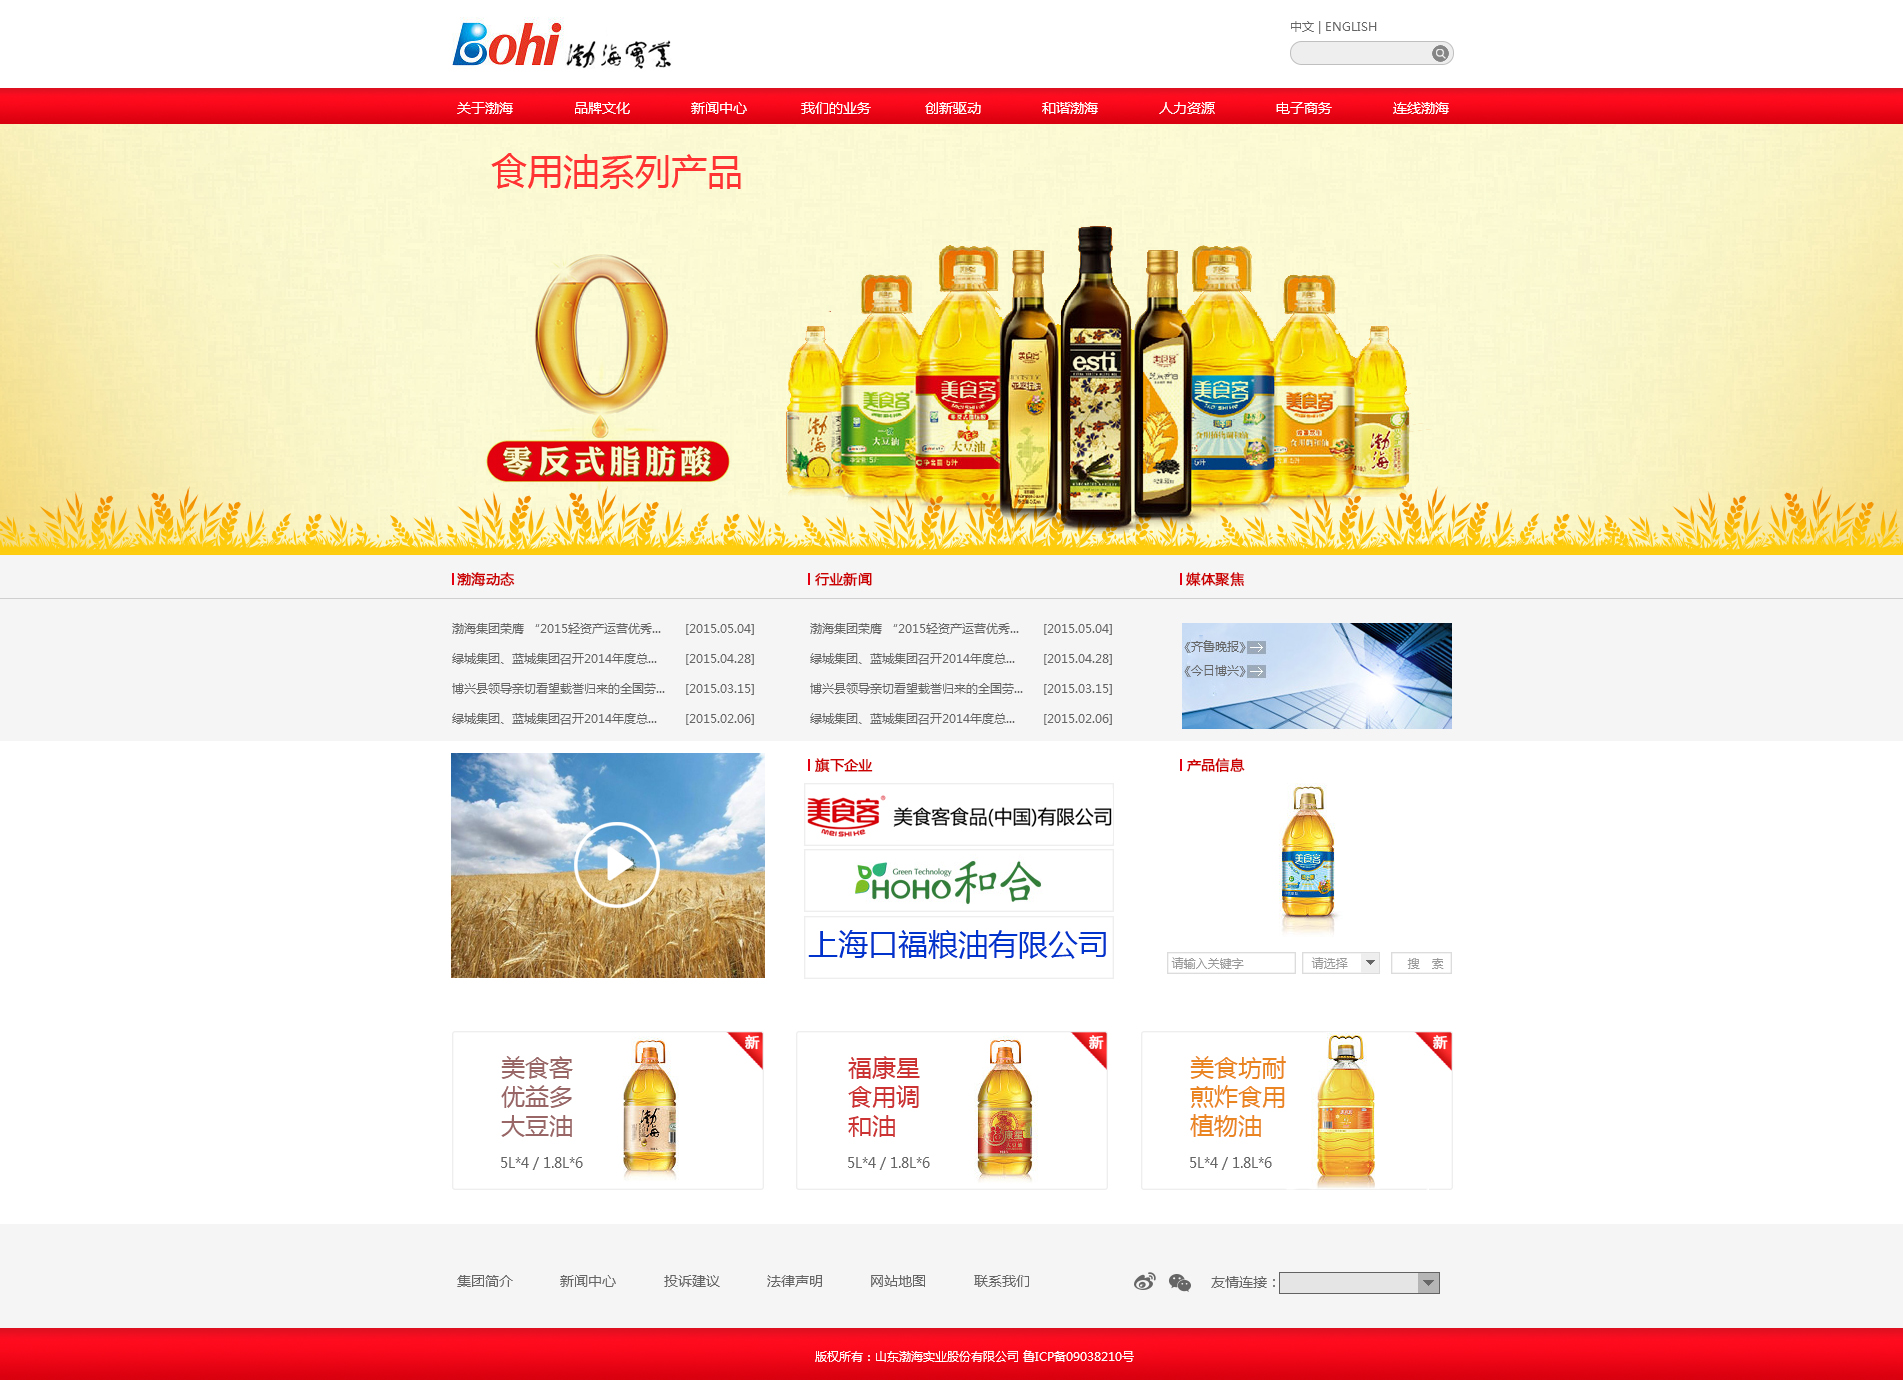 Bohi 渤海實業
中文 | ENGLISH
关于渤海 品牌文化 新闻中心 我们的业务 创新驱动 和谐渤海 人力资源 电子商务 连线渤海
食用油系列产品
零反式脂肪酸
esti
美食客
美食客
美食客
美食客
大豆油
大豆油
渤海
渤海动态
渤海集团荣膺 “2015轻资产运营优秀... [2015.05.04]
绿城集团、蓝城集团召开2014年度总... [2015.04.28]
博兴县领导亲切看望载誉归来的全国劳... [2015.03.15]
绿城集团、蓝城集团召开2014年度总... [2015.02.06]
行业新闻
渤海集团荣膺 “2015轻资产运营优秀... [2015.05.04]
绿城集团、蓝城集团召开2014年度总... [2015.04.28]
博兴县领导亲切看望载誉归来的全国劳... [2015.03.15]
绿城集团、蓝城集团召开2014年度总... [2015.02.06]
媒体聚焦
《齐鲁晚报》
《今日博兴》
旗下企业
美食客 MEI SHI HE 美食客食品(中国)有限公司
Green Technology
HOHO和合
上海口福粮油有限公司
产品信息
美食客
请输入关键字 请选择 搜 索
新
美食客
优益多
大豆油
5L*4 / 1.8L*6
渤海
新
福康星
食用调
和油
5L*4 / 1.8L*6
新
美食坊耐
煎炸食用
植物油
5L*4 / 1.8L*6
集团简介 新闻中心 投诉建议 法律声明 网站地图 联系我们 友情连接：
版权所有：山东渤海实业股份有限公司 鲁ICP备09038210号